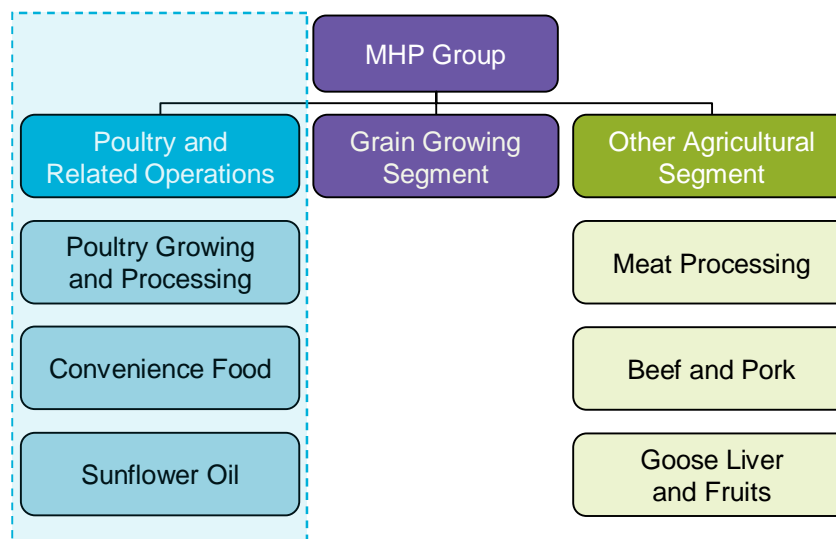 MHP Group
Poultry and
Related Operations
Grain Growing
Segment
Other Agricultural
Segment
Poultry Growing
and Processing
Meat Processing
Convenience Food
Beef and Pork
Sunflower Oil
Goose Liver
and Fruits